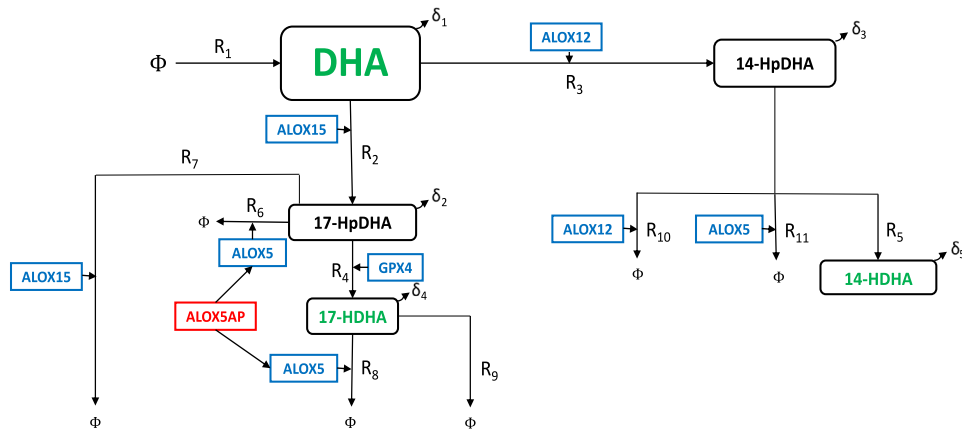 δ₁
ALOX12
δ₃
R₁
Φ
DHA
14-HpDHA
R₃
ALOX15
R₂
R₇
δ₂
R₆
Φ
17-HpDHA
ALOX12
R₁₀
ALOX5
R₁₁
R₅
ALOX5
R₄
GPX4
δ₅
ALOX15
Φ
Φ
14-HDHA
δ₄
ALOX5AP
17-HDHA
ALOX5
R₈
R₉
Φ
Φ
Φ